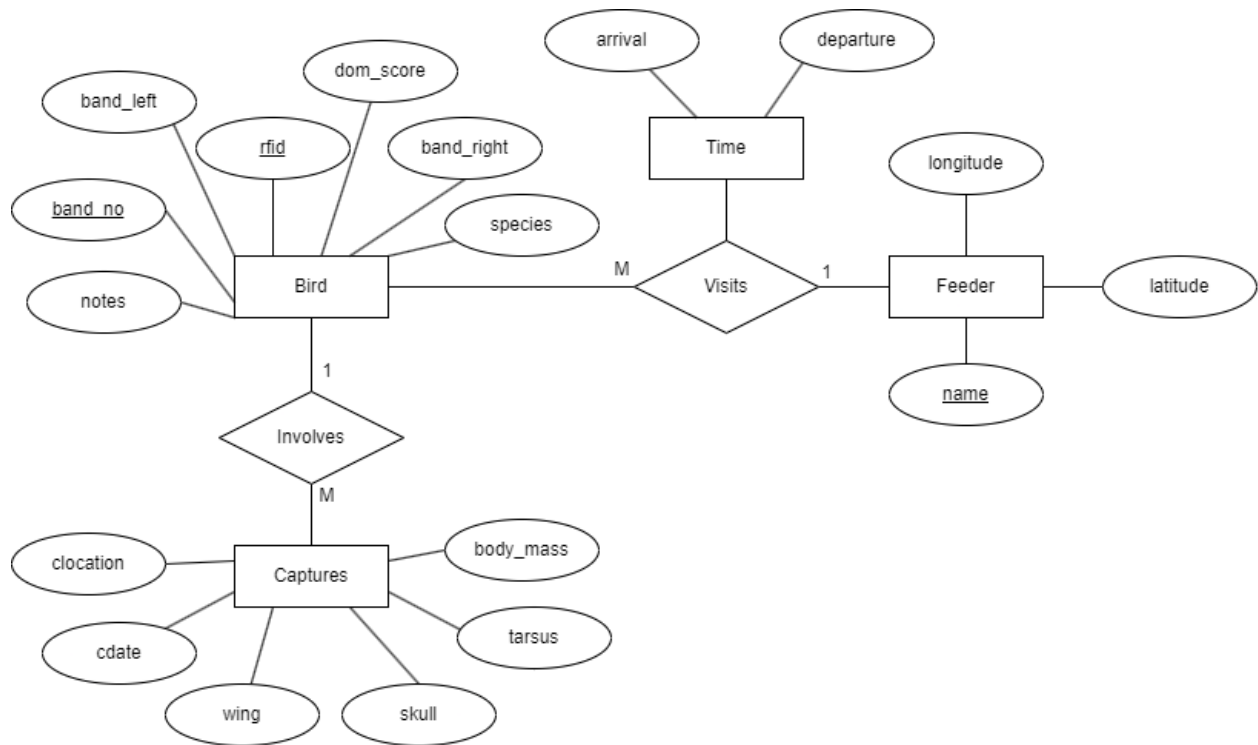 arrival
departure
dom_score
band_left
rfid
band_right
Time
longitude
band_no
species
M
Visits
1
Feeder
latitude
Bird
notes
1
name
Involves
M
clocation
body_mass
Captures
cdate
tarsus
wing
skull